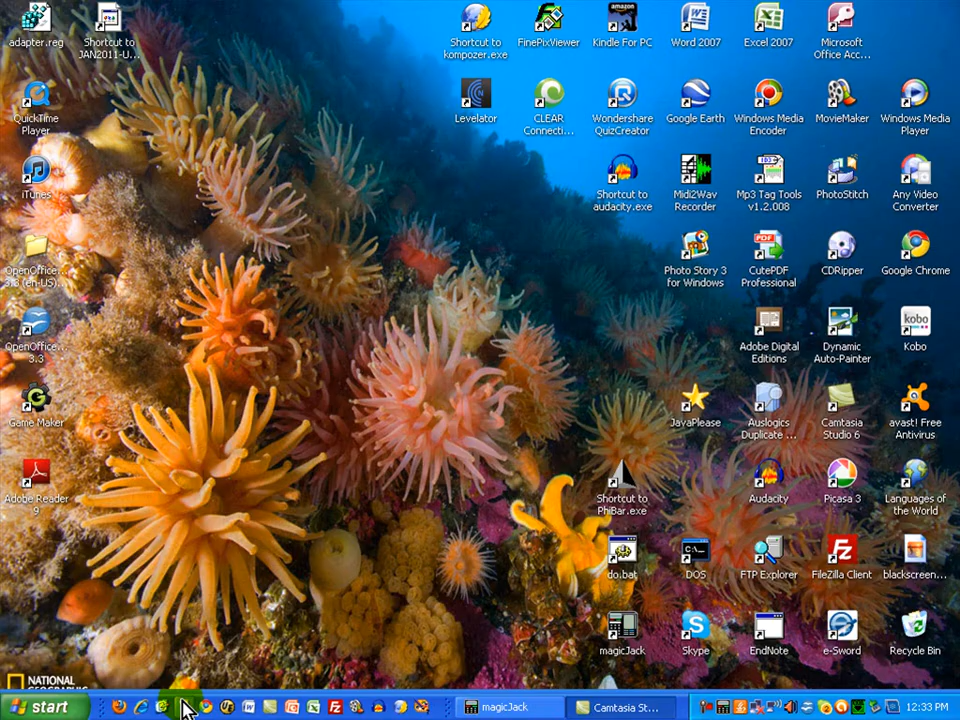 adapter.reg
Shortcut to
JAN2011-U...
Shortcut to
kompozer.exe
FinePixViewer
Kindle For PC
Word 2007
Excel 2007
Microsoft
Office Acc...
QuickTime
Player
Levelator
CLEAR
Connecti...
Wondershare
QuizCreator
Google Earth
Windows Media
Encoder
MovieMaker
Windows Media
Player
iTunes
Shortcut to
audacity.exe
Midi2Wav
Recorder
Mp3 Tag Tools
v1.2.008
PhotoStitch
Any Video
Converter
OpenOffice...
3.3 (en-US)...
Photo Story 3
for Windows
CutePDF
Professional
CDRipper
Google Chrome
OpenOffice...
3.3
Adobe Digital
Editions
Dynamic
Auto-Painter
kobo
Kobo
Game Maker
JavaPlease
Auslogics
Duplicate ...
Camtasia
Studio 6
avast! Free
Antivirus
Adobe Reader
9
Shortcut to
PhiBar.exe
Audacity
Picasa 3
Languages of
the World
do.bat
DOS
FTP Explorer
FileZilla Client
blackscreen...
magicJack
Skype
EndNote
e-Sword
Recycle Bin
NATIONAL
GEOGRAPHIC
start
magicJack
Camtasia St...
12:33 PM